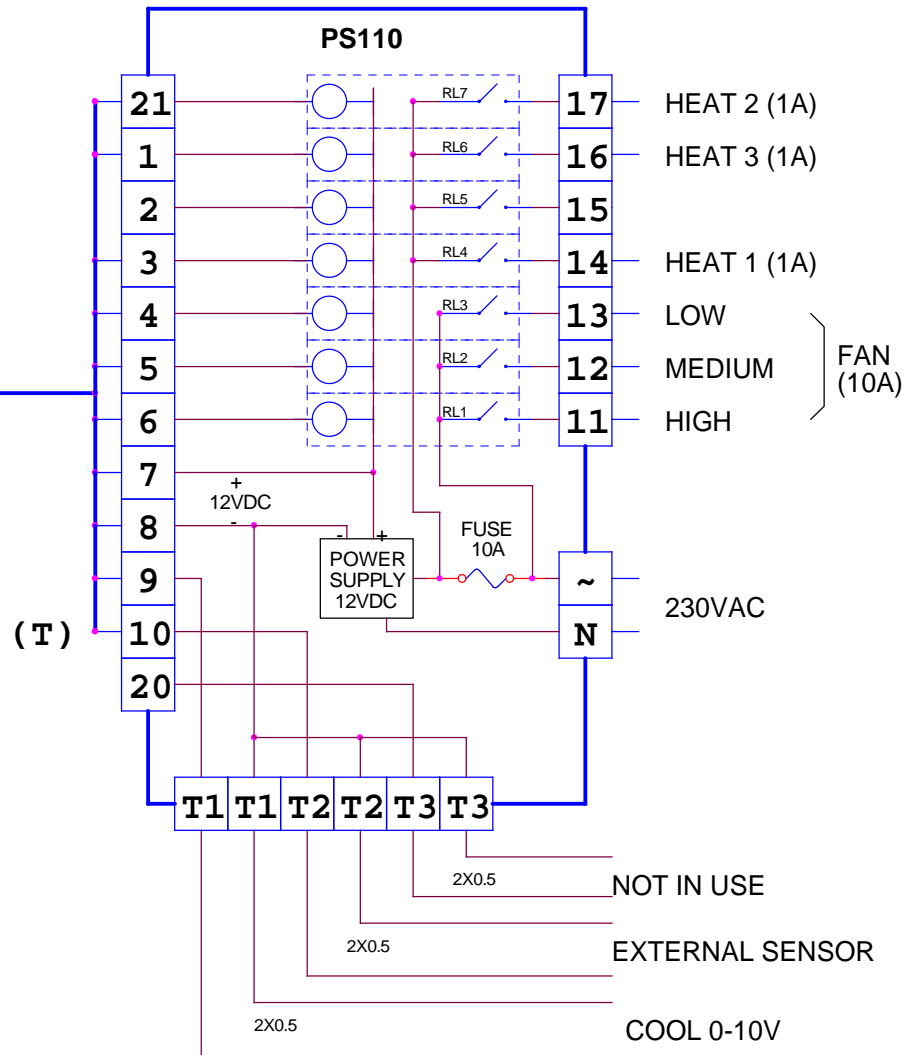 PS110
21 RL7 17 HEAT 2 (1A)
1 RL6 16 HEAT 3 (1A)
2 RL5 15
3 RL4 14 HEAT 1 (1A)
4 RL3 13 LOW
5 RL2 12 MEDIUM
FAN
(10A)
6 RL1 11 HIGH
7
+
12VDC
-
8
- +
POWER
SUPPLY
12VDC
FUSE
10A
9 ~
230VAC
(T) 10 N
20
T1 T1 T2 T2 T3 T3
2X0.5
NOT IN USE
2X0.5
EXTERNAL SENSOR
2X0.5
COOL 0-10V